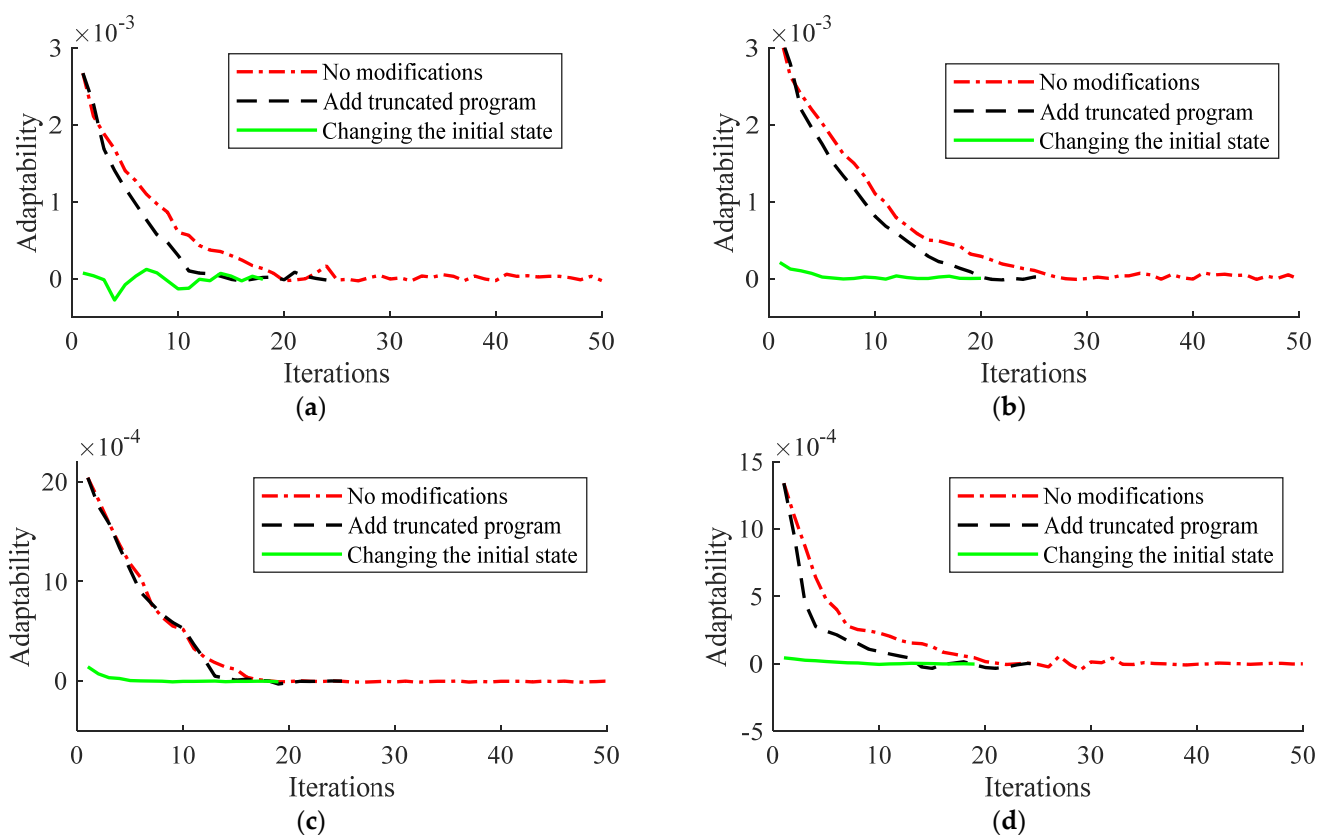 ×10⁻³
3
2
1
0
Adaptability
No modifications
Add truncated program
Changing the initial state
0 10 20 30 40 50
Iterations
(a)
×10⁻³
3
2
1
0
Adaptability
No modifications
Add truncated program
Changing the initial state
0 10 20 30 40 50
Iterations
(b)
×10⁻⁴
20
10
0
Adaptability
No modifications
Add truncated program
Changing the initial state
0 10 20 30 40 50
Iterations
(c)
×10⁻⁴
15
10
5
0
-5
Adaptability
No modifications
Add truncated program
Changing the initial state
0 10 20 30 40 50
Iterations
(d)